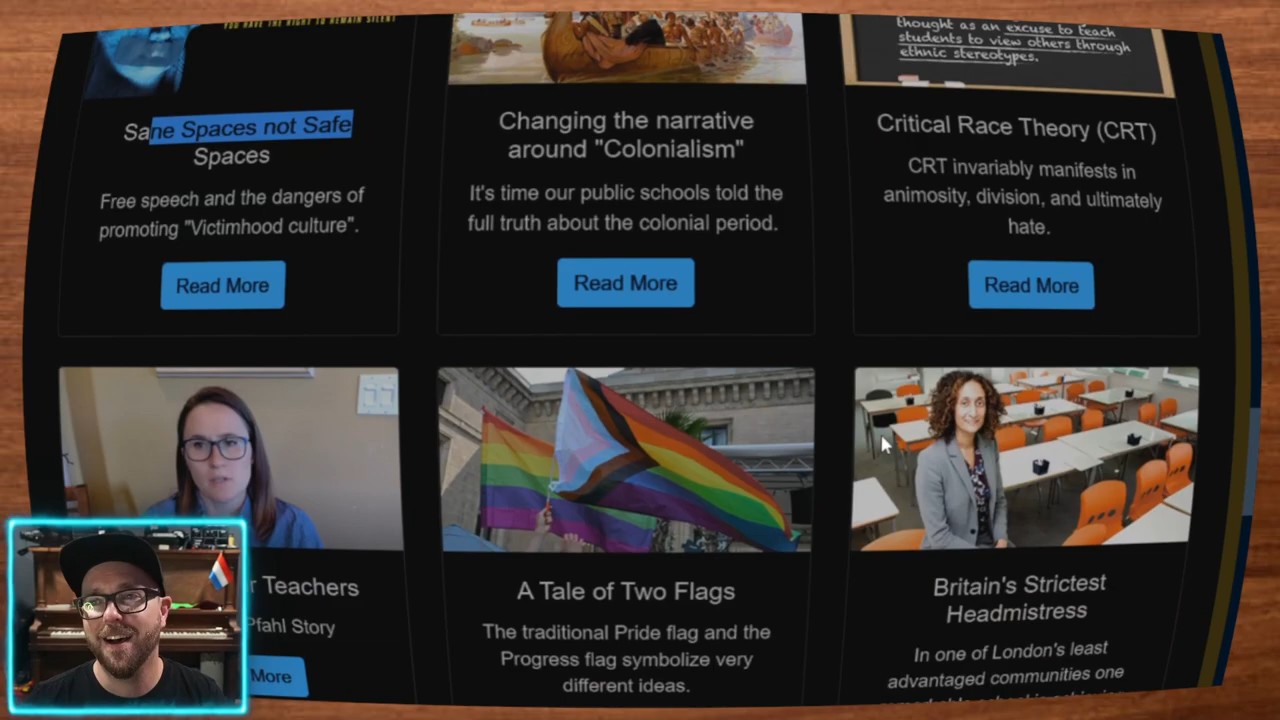 YOU HAVE THE RIGHT TO REMAIN SILENT
thought as an excuse to teach
students to view others through
ethnic stereotypes.
Sane Spaces not Safe
Spaces
Free speech and the dangers of
promoting "Victimhood culture".
Read More
Changing the narrative
around "Colonialism"
It's time our public schools told the
full truth about the colonial period.
Read More
Critical Race Theory (CRT)
CRT invariably manifests in
animosity, division, and ultimately
hate.
Read More
r Teachers
Pfahl Story
More
A Tale of Two Flags
The traditional Pride flag and the
Progress flag symbolize very
different ideas.
Britain's Strictest
Headmistress
In one of London's least
advantaged communities one